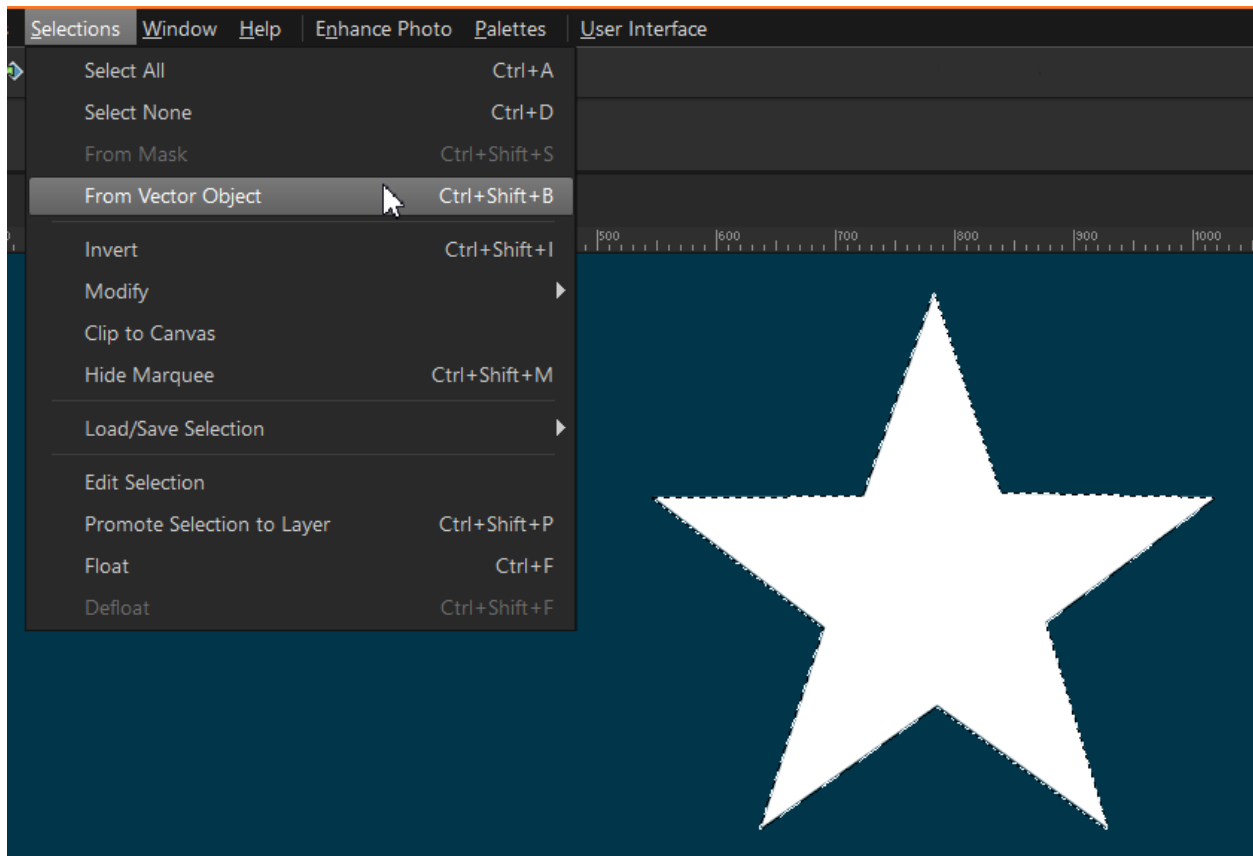 Selections Window Help Enhance Photo Palettes User Interface
Select All Ctrl+A
Select None Ctrl+D
From Mask Ctrl+Shift+S
From Vector Object Ctrl+Shift+B
500 600 700 800 900 1000
Invert Ctrl+Shift+I
Modify
Clip to Canvas
Hide Marquee Ctrl+Shift+M
Load/Save Selection
Edit Selection
Promote Selection to Layer Ctrl+Shift+P
Float Ctrl+F
Defloat Ctrl+Shift+F